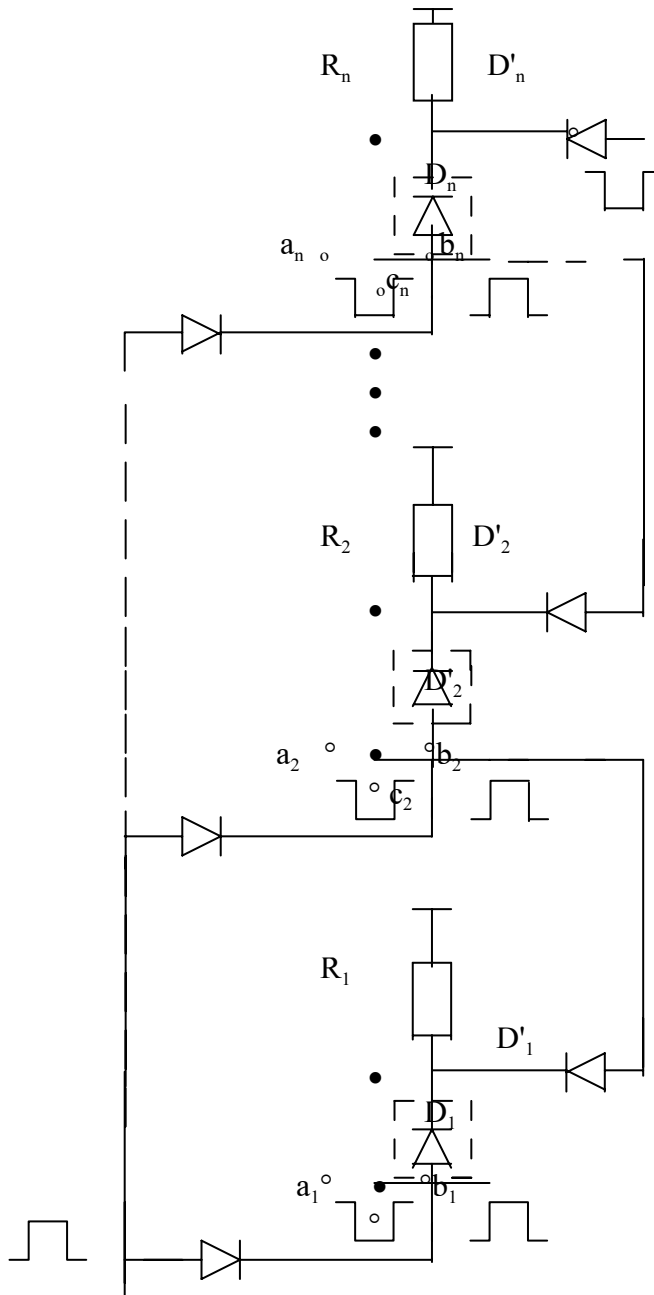 Rₙ D'ₙ
Dₙ
aₙ bₙ
cₙ
R₂ D'₂
D'₂
a₂ b₂
c₂
R₁
D'₁
D₁
a₁ b₁